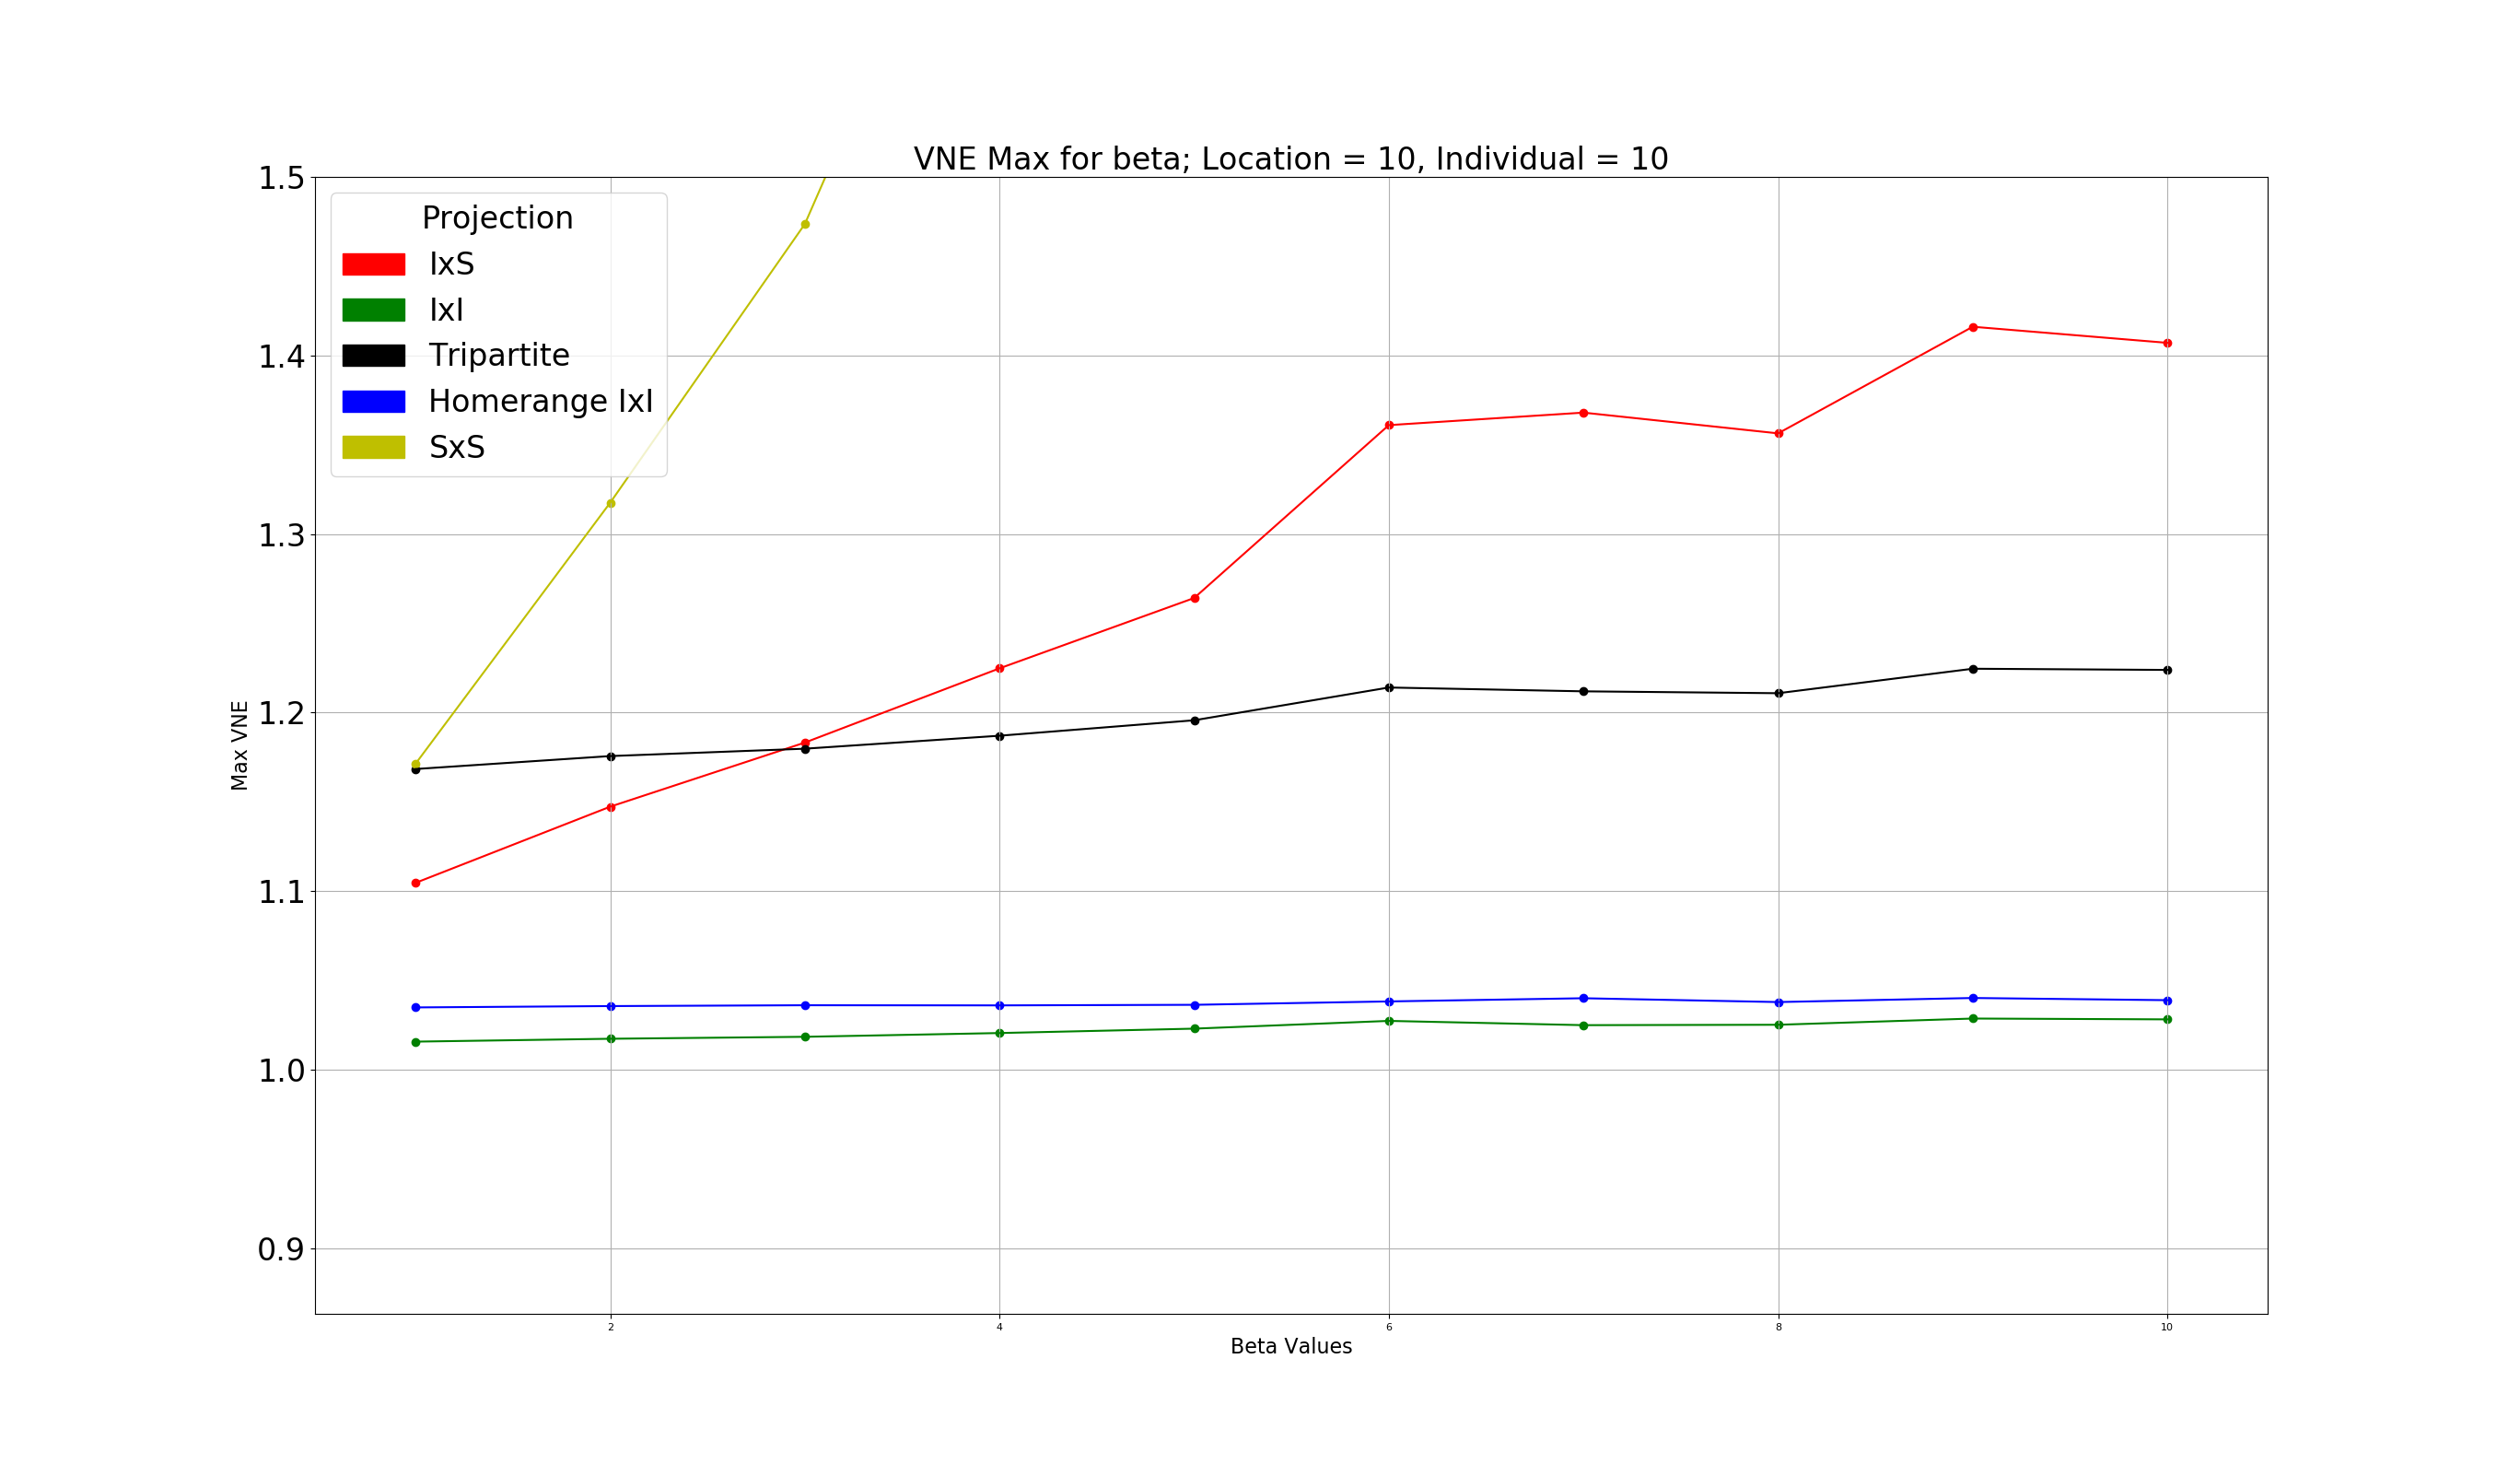 VNE Max for beta; Location = 10, Individual = 10
1.5
1.4
1.3
1.2
1.1
1.0
0.9
Max VNE
Projection
IxS
IxI
Tripartite
Homerange IxI
SxS
2 4 6 8 10
Beta Values